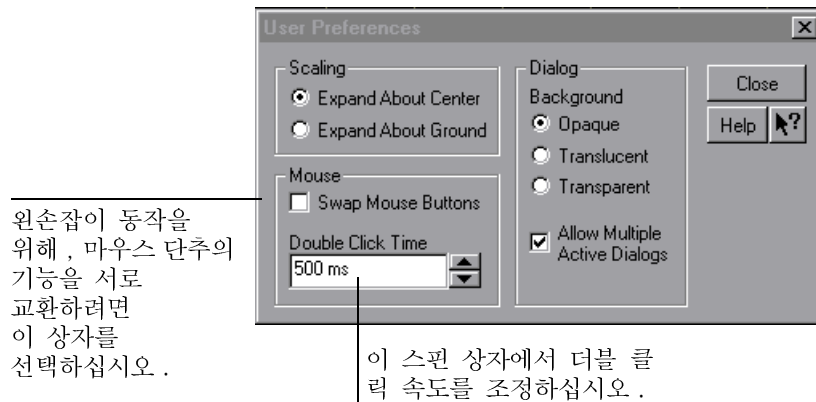 User Preferences
Scaling
Expand About Center
Expand About Ground
Mouse
Swap Mouse Buttons
Double Click Time
500 ms
Dialog
Background
Opaque
Translucent
Transparent
Allow Multiple
Active Dialogs
Close
Help
?
왼손잡이 동작을
위해 , 마우스 단추의
기능을 서로
교환하려면
이 상자를
선택하십시오 .
이 스핀 상자에서 더블 클
릭 속도를 조정하십시오 .